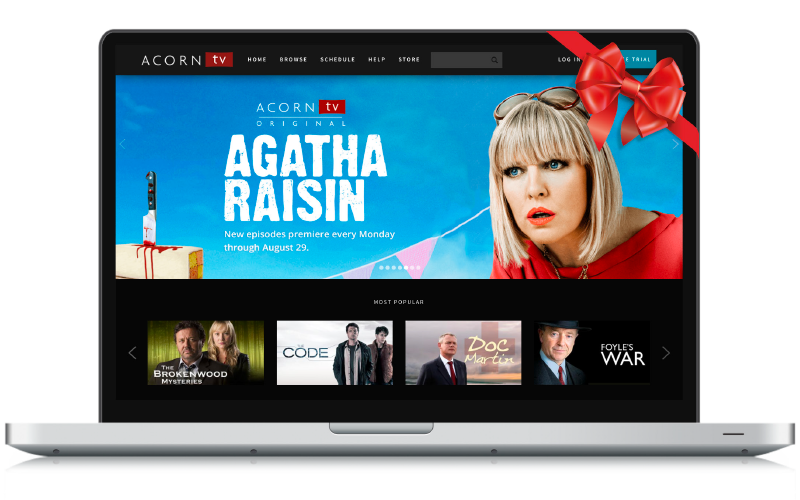 ACORN tv HOME BROWSE SCHEDULE HELP STORE LOG IN TRIAL
ACORN tv
ORIGINAL
AGATHA
RAISIN
New episodes premiere every Monday
through August 29.
MOST POPULAR
THE
BROKENWOOD
MYSTERIES
THE
CODE
Doc
Martin
FOYLE'S
WAR